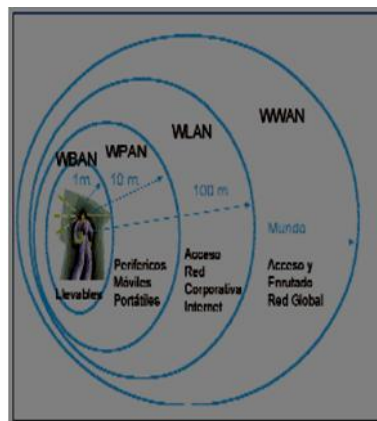 WWAN
WLAN
WPAN
WBAN
1m.
10 m.
100 m
Mundo
Llevables
Perifericos
Móviles
Portátiles
Acceso
Red
Corporativa
Internet
Acceso y
Enrutado
Red Global